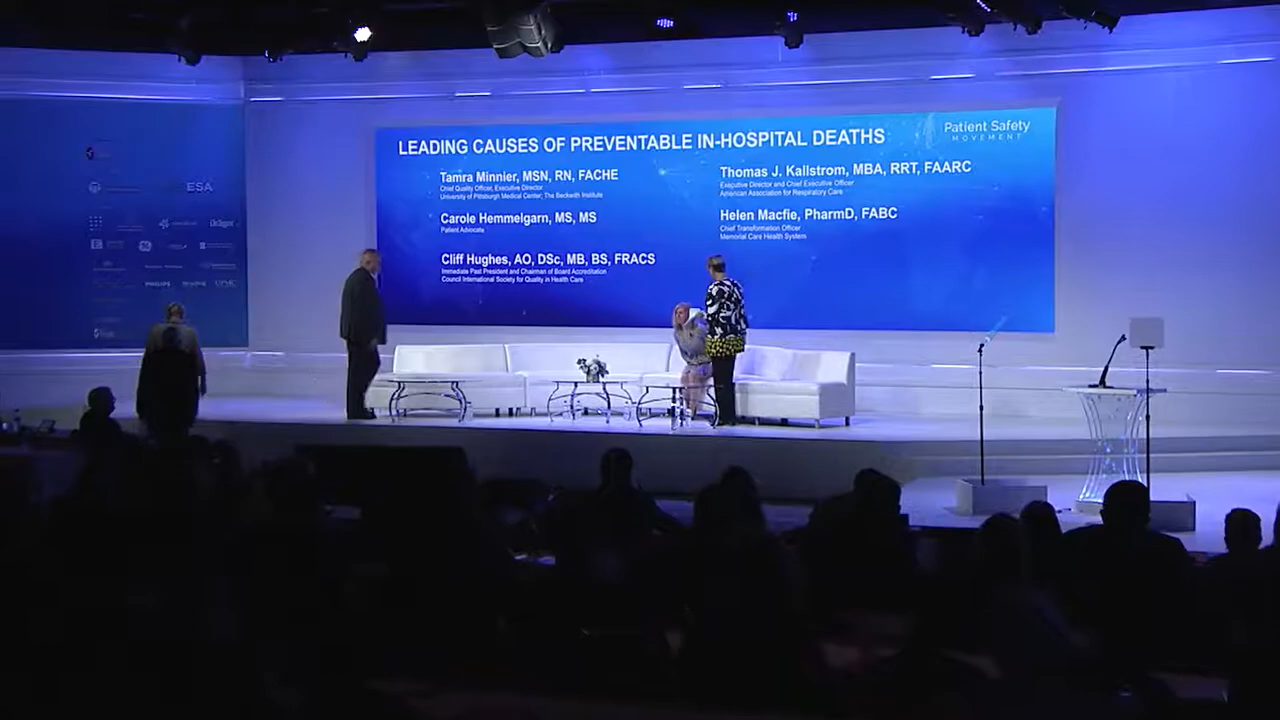 LEADING CAUSES OF PREVENTABLE IN-HOSPITAL DEATHS
Patient Safety
MOVEMENT
Tamra Minnier, MSN, RN, FACHE
Chief Quality Officer, Executive Director
University of Pittsburgh Medical Center; The Beckwith Institute
Carole Hemmelgarn, MS, MS
Patient Advocate
Cliff Hughes, AO, DSc, MB, BS, FRACS
Immediate Past President and Chairman of Board Accreditation
Council International Society for Quality in Health Care
Thomas J. Kallstrom, MBA, RRT, FAARC
Executive Director and Chief Executive Officer
American Association for Respiratory Care
Helen Macfie, PharmD, FABC
Chief Transformation Officer
Memorial Care Health System
ESA
Dräger
GE
PHILIPS
UPMC